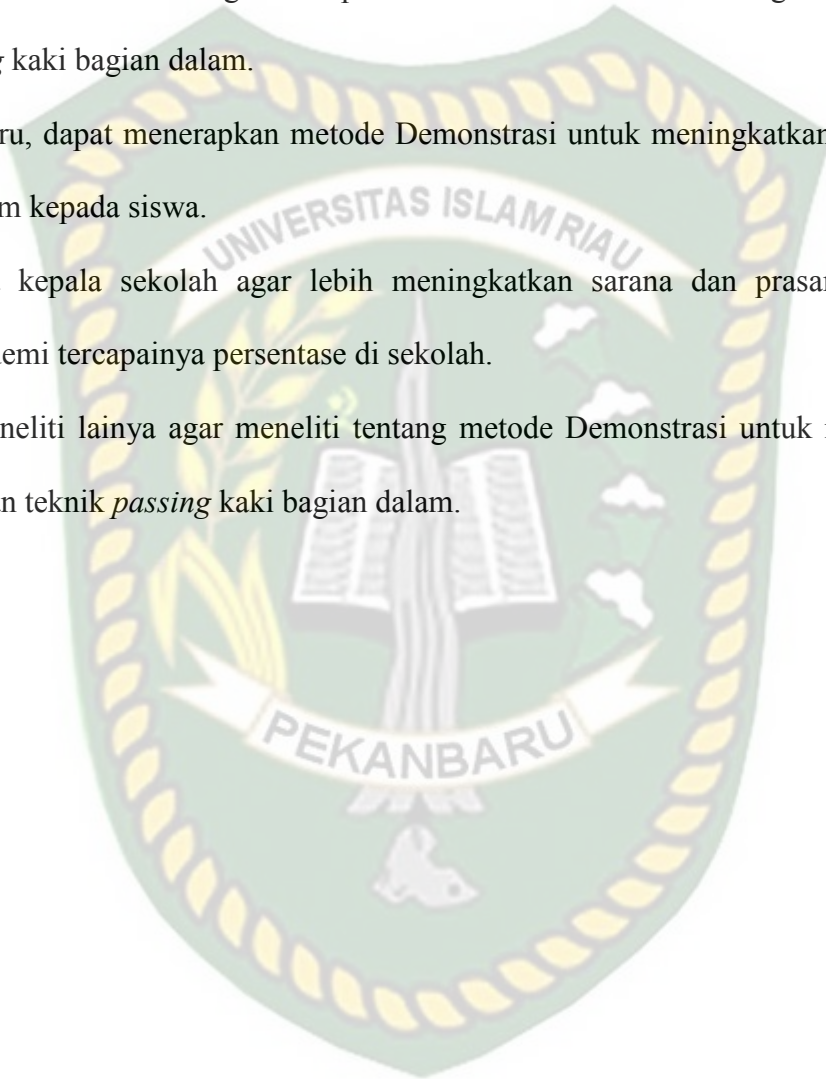 kaki bagian dalam.
ru, dapat menerapkan metode Demonstrasi untuk meningkatkan
m kepada siswa.
UNIVERSITAS ISLAM RIAU
kepala sekolah agar lebih meningkatkan sarana dan prasar
emi tercapainya persentase di sekolah.
neliti lainya agar meneliti tentang metode Demonstrasi untuk
n teknik passing kaki bagian dalam.
PEKANBARU